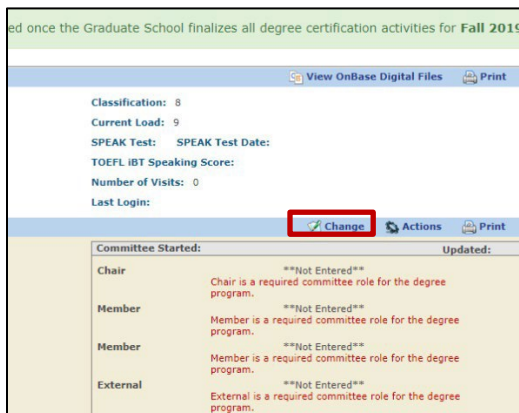 ed once the Graduate School finalizes all degree certification activities for Fall 2019
View OnBase Digital Files Print
Classification: 8
Current Load: 9
SPEAK Test: SPEAK Test Date:
TOEFL iBT Speaking Score:
Number of Visits: 0
Last Login:
Change Actions Print
Committee Started: Updated:
Chair **Not Entered**
Chair is a required committee role for the degree
program.
Member **Not Entered**
Member is a required committee role for the degree
program.
Member **Not Entered**
Member is a required committee role for the degree
program.
External **Not Entered**
External is a required committee role for the degree
program.